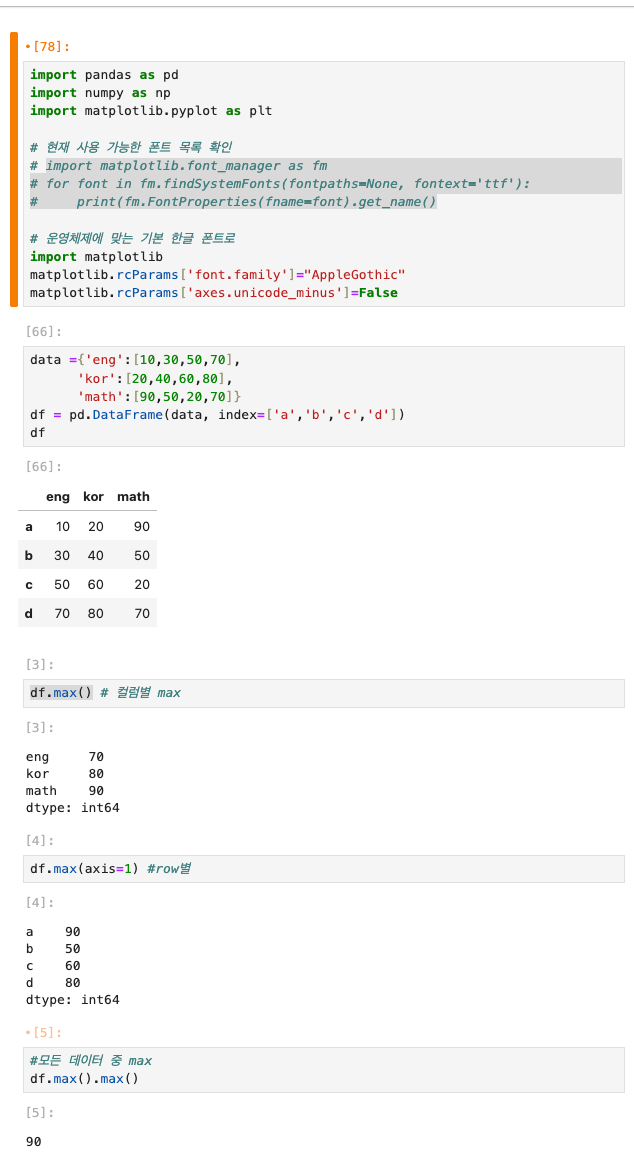 •[78]:
import pandas as pd
import numpy as np
import matplotlib.pyplot as plt
# 현재 사용 가능한 폰트 목록 확인
# import matplotlib.font_manager as fm
# for font in fm.findSystemFonts(fontpaths=None, fontext='ttf'):
#     print(fm.FontProperties(fname=font).get_name()
# 운영체제에 맞는 기본 한글 폰트로
import matplotlib
matplotlib.rcParams['font.family']="AppleGothic"
matplotlib.rcParams['axes.unicode_minus']=False
[66]:
data ={'eng':[10,30,50,70],
      'kor':[20,40,60,80],
      'math':[90,50,20,70]}
df = pd.DataFrame(data, index=['a','b','c','d'])
df
[66]:
eng kor math
a 10 20 90
b 30 40 50
c 50 60 20
d 70 80 70
[3]:
df.max() # 컬럼별 max
[3]:
eng     70
kor     80
math    90
dtype: int64
[4]:
df.max(axis=1) #row별
[4]:
a    90
b    50
c    60
d    80
dtype: int64
•[5]:
#모든 데이터 중 max
df.max().max()
[5]:
90